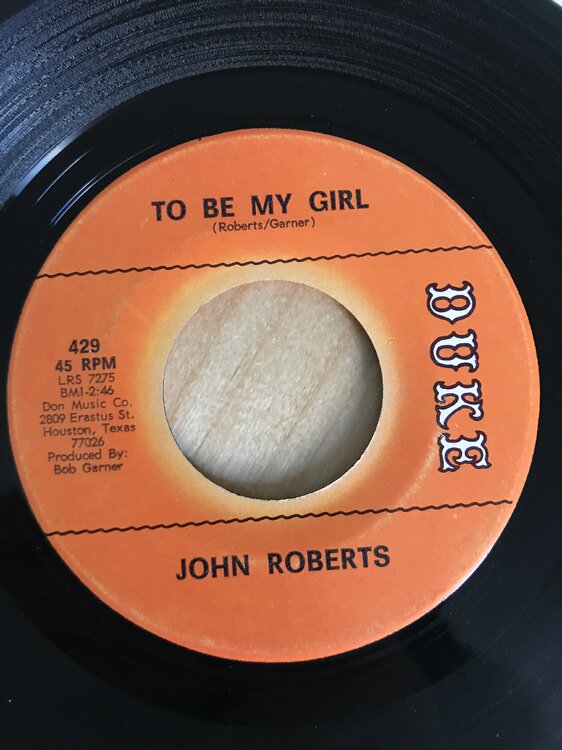 TO BE MY GIRL
(Roberts/Garner)
429
45 RPM
LRS 7275
BMI-2:46
Don Music Co.
2809 Erastus St.
Houston, Texas
77026
Produced By:
Bob Garner
DUKE
JOHN ROBERTS